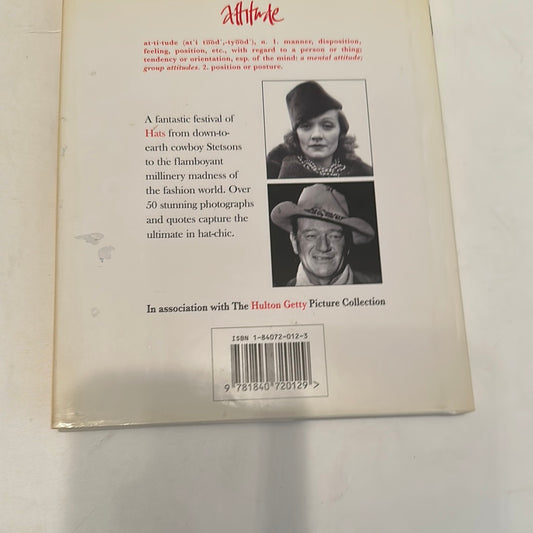 attitude
at·ti·tude (at'i tōōd',-tyōōd'), n. 1. manner, disposition,
feeling, position, etc., with regard to a person or thing;
tendency or orientation, esp. of the mind: a mental attitude;
group attitudes. 2. position or posture.
A fantastic festival of
Hats from down-to-
earth cowboy Stetsons
to the flamboyant
millinery madness of
the fashion world. Over
50 stunning photographs
and quotes capture the
ultimate in hat-chic.
In association with The Hulton Getty Picture Collection
ISBN 1-84072-012-3
9 781840 720129 >